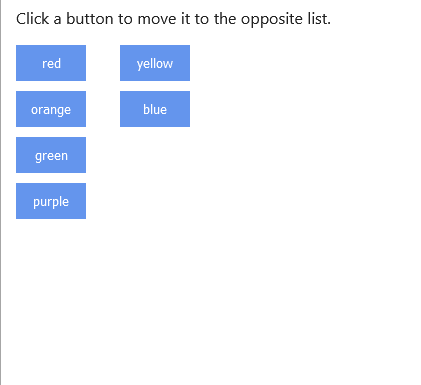 Click a button to move it to the opposite list.
red
yellow
orange
blue
green
purple